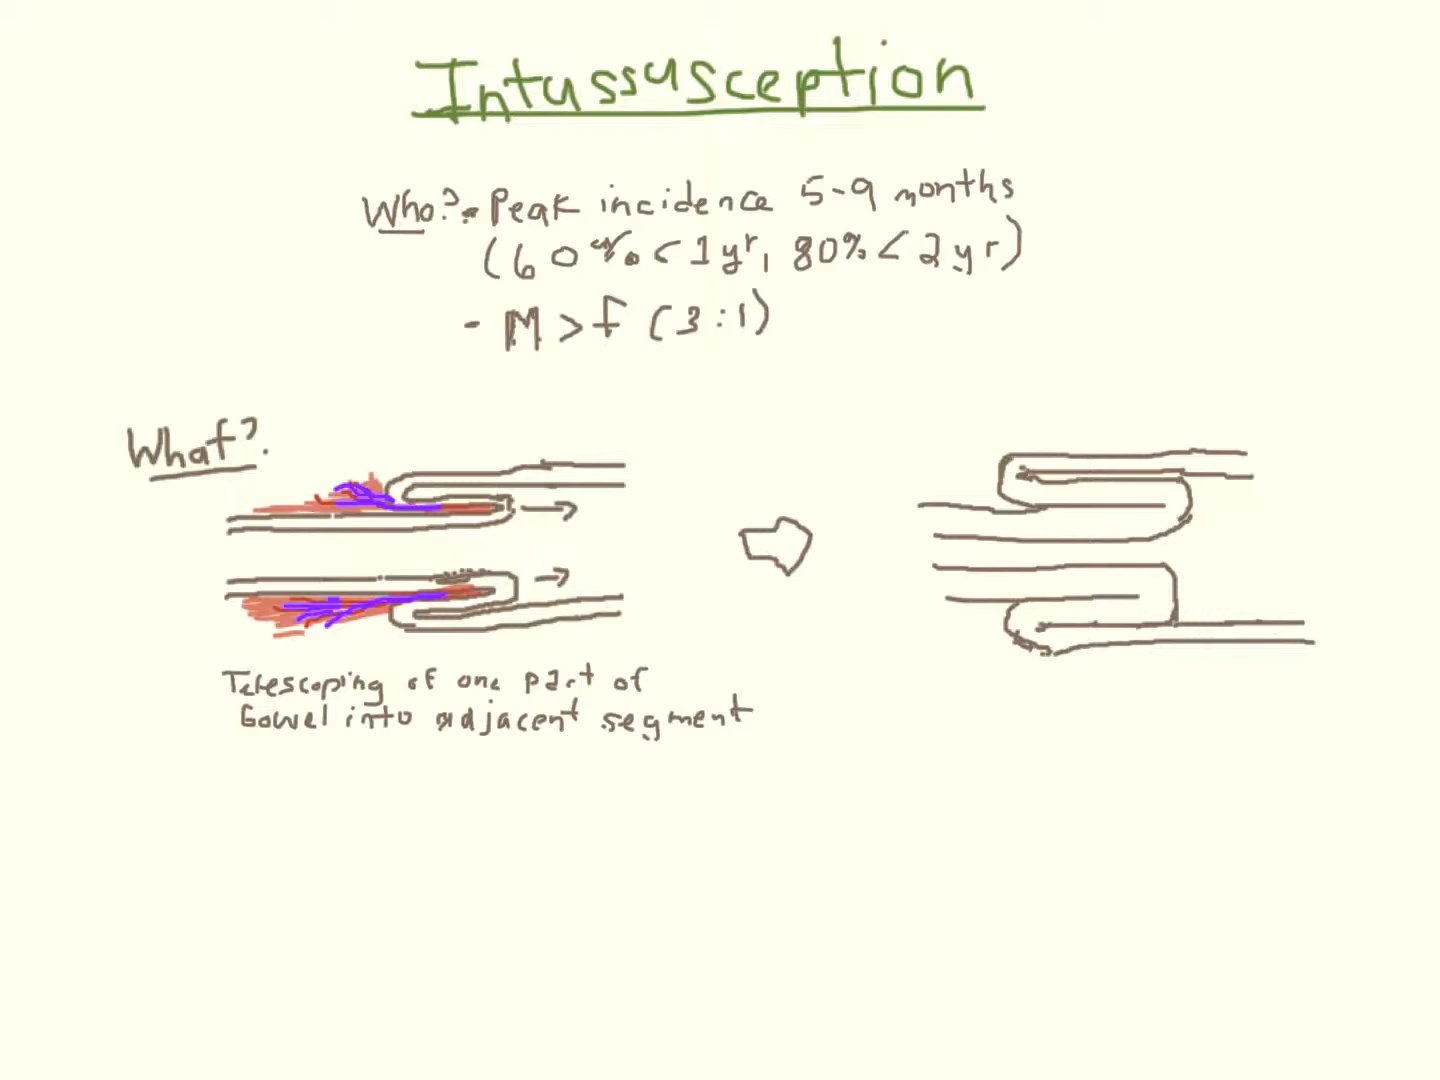 Intussusception
Who? - Peak incidence 5-9 months
(60% < 1yr, 80% < 2yr)
- M > f (3:1)
What?
Telescoping of one part of
bowel into adjacent segment